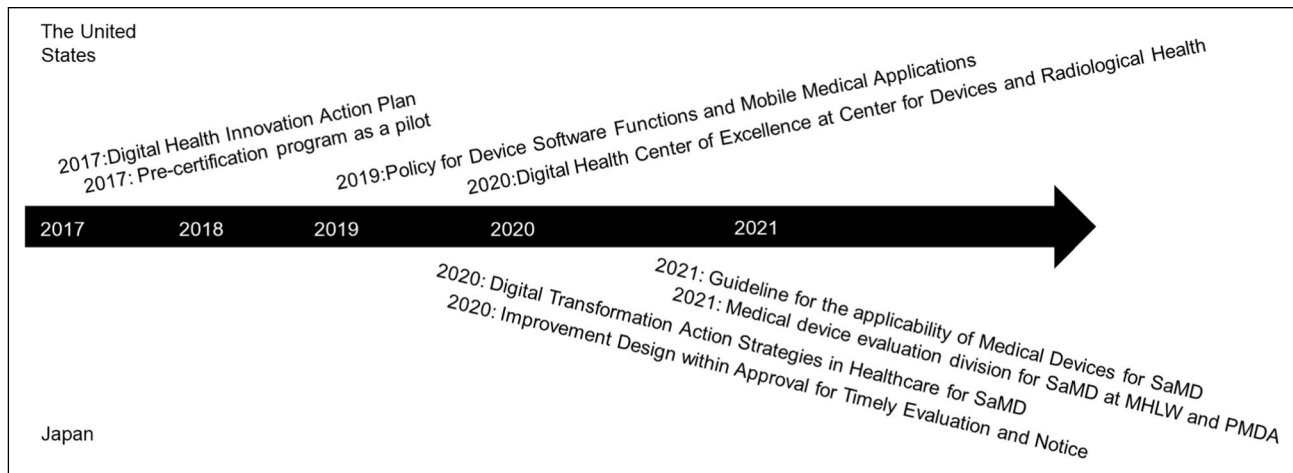 The United
States
2017:Digital Health Innovation Action Plan
2017: Pre-certification program as a pilot
2019:Policy for Device Software Functions and Mobile Medical Applications
2020:Digital Health Center of Excellence at Center for Devices and Radiological Health
2017 2018 2019 2020 2021
2020: Digital Transformation Action Strategies in Healthcare for SaMD
2020: Improvement Design within Approval for Timely Evaluation and Notice
2021: Guideline for the applicability of Medical Devices for SaMD
2021: Medical device evaluation division for SaMD at MHLW and PMDA
Japan